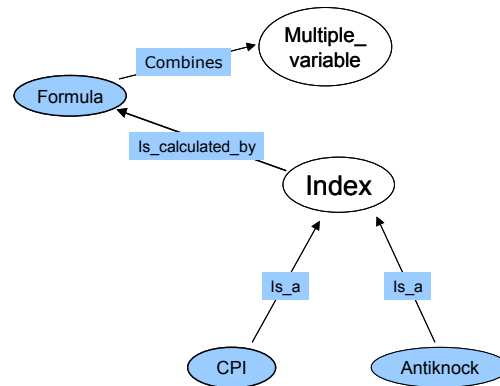 Multiple_
variable
Combines
Formula
Is_calculated_by
Index
Is_a
Is_a
CPI
Antiknock